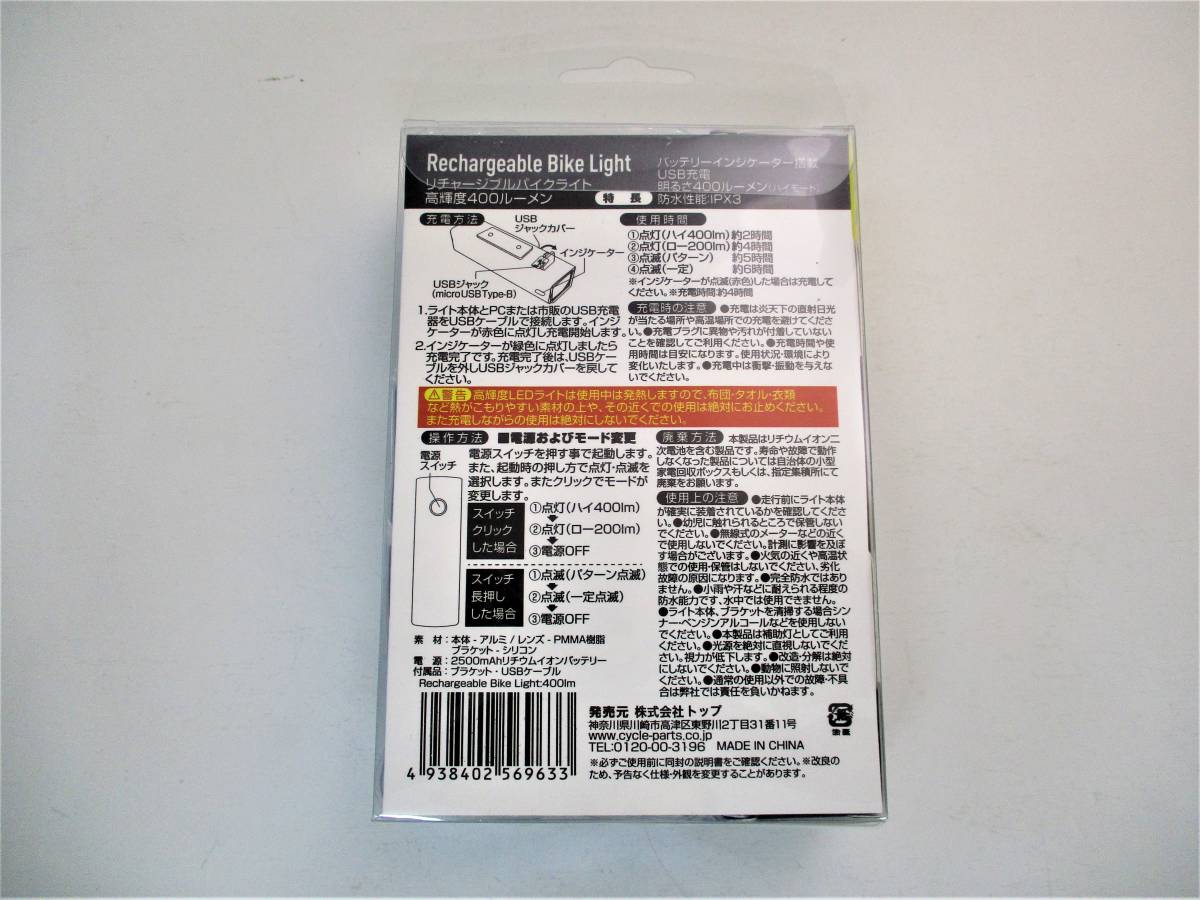 Rechargeable Bike Light
リチャージブルバイクライト
高輝度400ルーメン
特長
バッテリーインジケーター搭載
USB充電
明るさ400ルーメン(ハイモード)
防水性能:IPX3
充電方法
USB
ジャックカバー
インジケーター
USBジャック
(microUSBType-B)
1.ライト本体とPCまたは市販のUSB充電
器をUSBケーブルで接続します。インジ
ケーターが赤色に点灯し充電開始します。
2.インジケーターが緑色に点灯しましたら
充電完了です。充電完了後は、USBケー
ブルを外しUSBジャックカバーを戻して
ください。
使用時間
①点灯(ハイ400lm)約2時間
②点灯(ロー200lm)約4時間
③点滅(パターン) 約5時間
④点滅(一定) 約6時間
※インジケーターが点滅(赤色)した場合は充電して
ください。※充電時間:約4時間
充電時の注意 ●充電は炎天下の直射日光
が当たる場所や高温場所での充電を避けてくださ
い。●充電プラグに異物や汚れが付着していない
ことを確認してご利用ください。●充電時間や使
用時間は目安になります。使用状況・環境により
変化いたします。●充電中は衝撃・振動を与えな
いでください。
⚠警告 高輝度LEDライトは使用中は発熱しますので、布団・タオル・衣類
など熱がこもりやすい素材の上や、その近くでの使用は絶対にお止めください。
また充電しながらの使用は絶対にしないでください。
操作方法 ■電源およびモード変更
電源
スイッチ
電源スイッチを押す事で起動します。
また、起動時の押し方で点灯・点滅を
選択します。またクリックでモードが
変更します。
スイッチ
クリック
した場合
①点灯(ハイ400lm)
②点灯(ロー200lm)
③電源OFF
スイッチ
長押し
した場合
①点滅(パターン点滅)
②点滅(一定点滅)
③電源OFF
素 材：本体 - アルミ / レンズ - PMMA樹脂
ブラケット - シリコン
電 源：2500mAhリチウムイオンバッテリー
付属品：ブラケット・USBケーブル
Rechargeable Bike Light:400lm
4 938402 569633
廃棄方法 本製品はリチウムイオン二
次電池を含む製品です。寿命や故障で動作
しなくなった製品については自治体の小型
家電回収ボックスもしくは、指定集積所にて
廃棄をお願います。
使用上の注意 ●走行前にライト本体
が確実に装着されているかを確認してくださ
い。●幼児に触れられるところで保管しない
でください。●無線式のメーターなどの近く
で使用しないでください。計測に影響を及ぼ
す場合がございます。●火気の近くや高温状
態での使用・保管はしないでください、劣化
故障の原因になります。●完全防水ではあり
ません。●小雨や汗などに耐えられる程度の
防水能力です、水中では使用できません。
●ライト本体、ブラケットを清掃する場合シン
ナー・ベンジンアルコールなどを使用しない
でください。●本製品は補助灯としてご利用
ください。●光源を絶対に直視しないでくだ
さい。視力が低下します。●改造・分解は絶対
にしないでください。●動物に照射しないで
ください。●通常の使用以外での故障・不具
合は弊社では責任を負いかねます。
発売元 株式会社トップ
神奈川県川崎市高津区東野川2丁目31番11号
www.cycle-parts.co.jp
TEL:0120-00-3196 MADE IN CHINA
※必ずご使用前に同封の説明書をご確認ください。※改良の
ため、予告なく仕様・外観を変更することがあります。